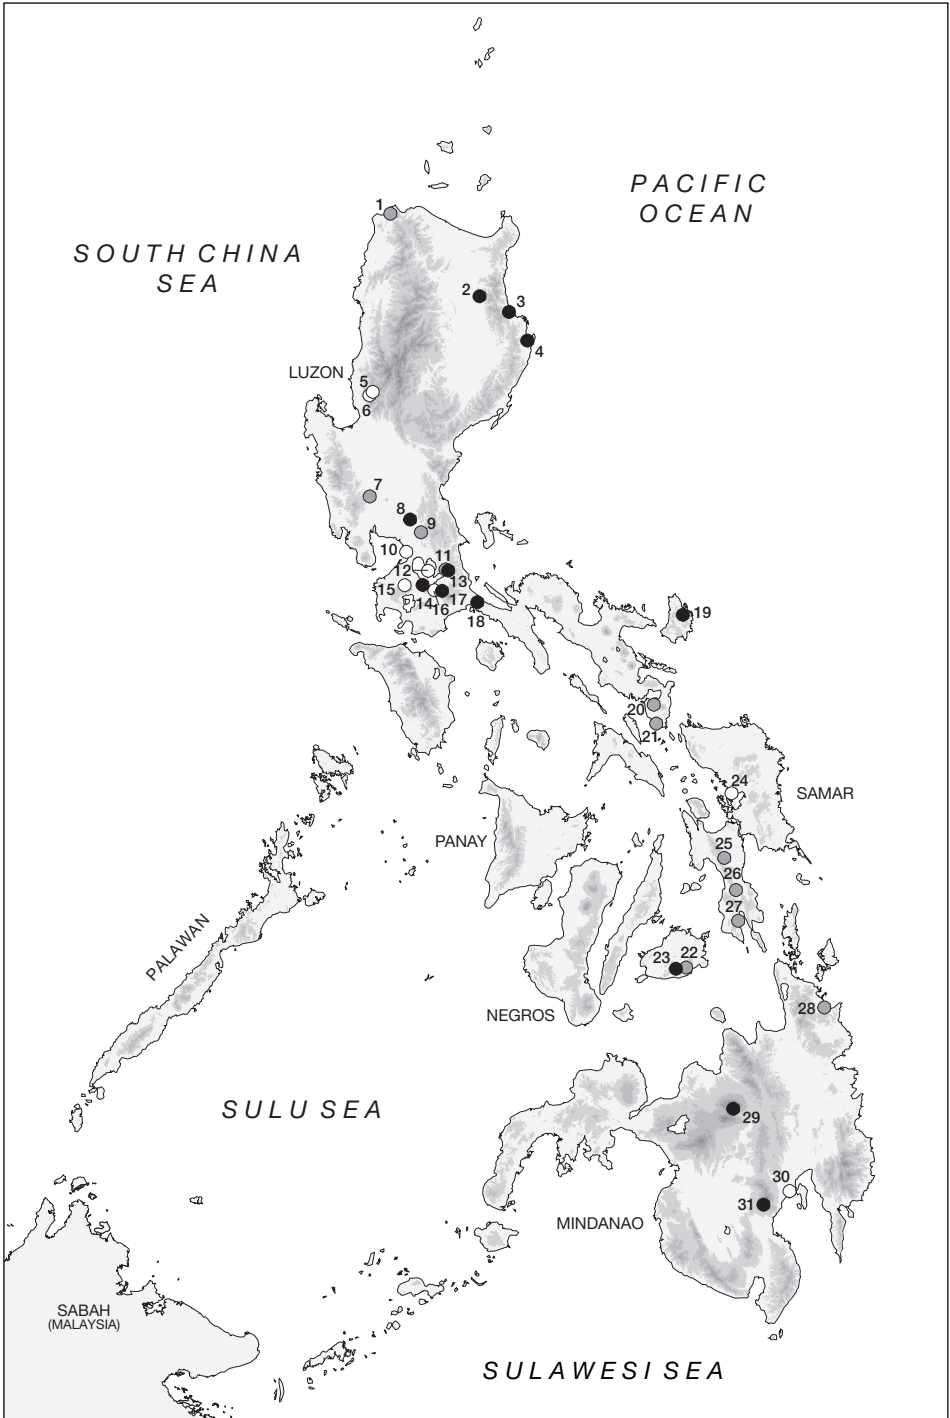 PACIFIC
OCEAN
1
SOUTH CHINA
SEA
2
3
4
LUZON
5
6
7
8
9
10
11
12
13
15
14
16
17
18
19
20
21
24
SAMAR
PANAY
25
26
27
PALAWAN
23
22
NEGROS
28
SULU SEA
29
30
31
MINDANAO
SABAH
(MALAYSIA)
SULAWESI SEA